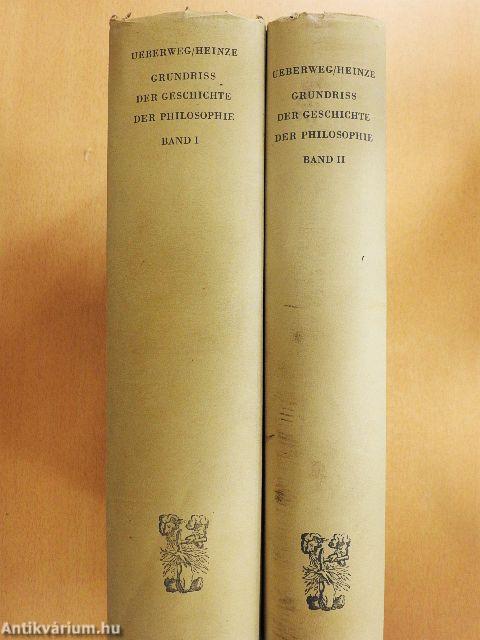 UEBERWEG/HEINZE
GRUNDRISS
DER GESCHICHTE
DER PHILOSOPHIE
BAND I
UEBERWEG/HEINZE
GRUNDRISS
DER GESCHICHTE
DER PHILOSOPHIE
BAND II
Antikvárium.hu